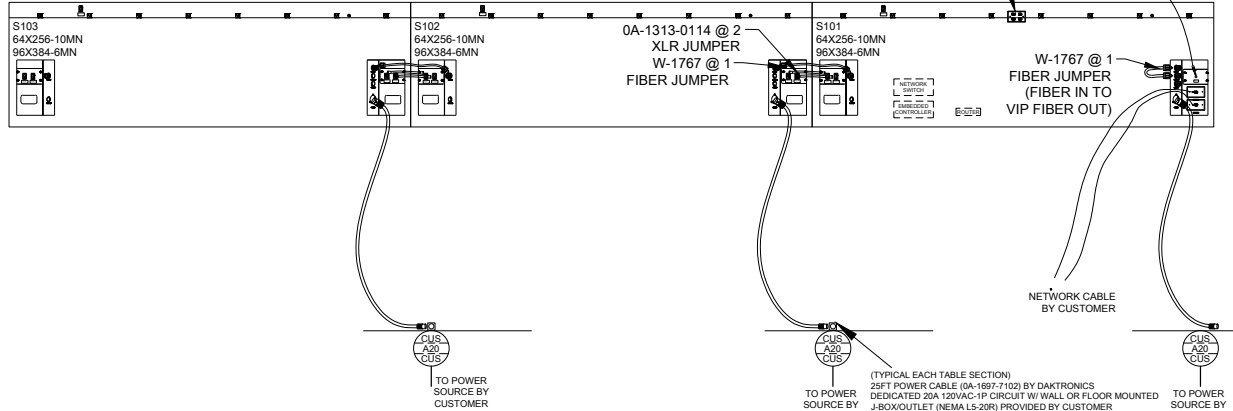 S103
64X256-10MN
96X384-6MN
S102
64X256-10MN
96X384-6MN
0A-1313-0114 @ 2
XLR JUMPER
W-1767 @ 1
FIBER JUMPER
S101
64X256-10MN
96X384-6MN
NETWORK
SWITCH
EMBEDDED
CONTROLLER
ROUTER
W-1767 @ 1
FIBER JUMPER
(FIBER IN TO
VIP FIBER OUT)
NETWORK CABLE
BY CUSTOMER
CUS
A20
CUS
TO POWER
SOURCE BY
CUSTOMER
CUS
A20
CUS
TO POWER
SOURCE BY
(TYPICAL EACH TABLE SECTION)
25FT POWER CABLE (0A-1697-7102) BY DAKTRONICS
DEDICATED 20A 120VAC-1P CIRCUIT W/ WALL OR FLOOR MOUNTED
J-BOX/OUTLET (NEMA L5-20R) PROVIDED BY CUSTOMER
CUS
A20
CUS
TO POWER
SOURCE BY